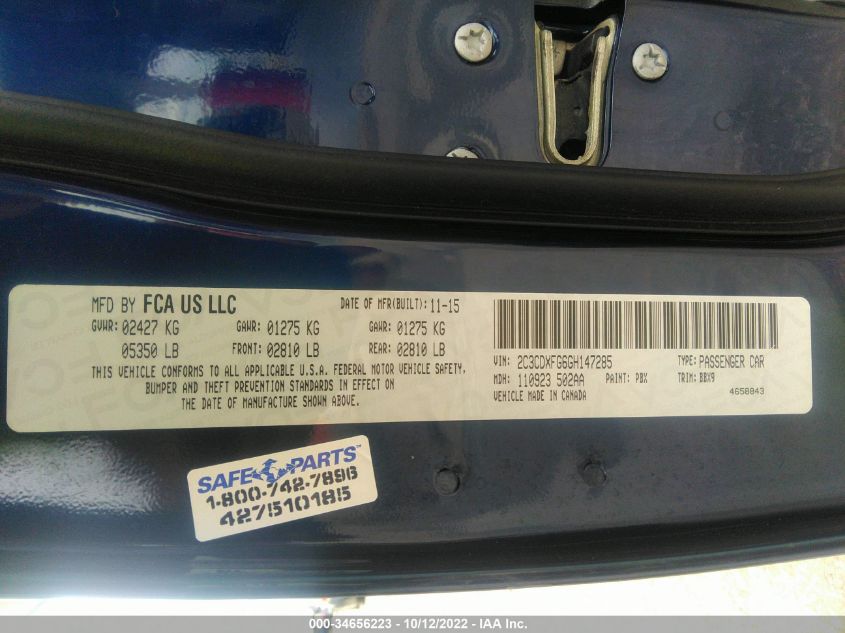 MFD BY FCA US LLC DATE OF MFR(BUILT): 11-15
GVWR: 02427 KG GAWR: 01275 KG GAWR: 01275 KG
05350 LB FRONT: 02810 LB REAR: 02810 LB
THIS VEHICLE CONFORMS TO ALL APPLICABLE U.S.A. FEDERAL MOTOR VEHICLE SAFETY,
BUMPER AND THEFT PREVENTION STANDARDS IN EFFECT ON
THE DATE OF MANUFACTURE SHOWN ABOVE.
VIN: 2C3CDXFG6GH147285 TYPE: PASSENGER CAR
MDH: 110923 502AA PAINT: PBX TRIM: BBX9
VEHICLE MADE IN CANADA 4658843
SAFE PARTS™
1-800-742-7896
427510185
000-34656223 - 10/12/2022 - IAA Inc.